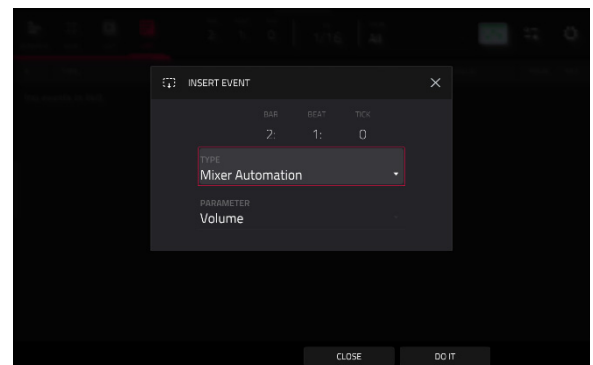 INSERT EVENT
BAR BEAT TICK
2: 1: 0
TYPE
Mixer Automation
PARAMETER
Volume
CLOSE DO IT